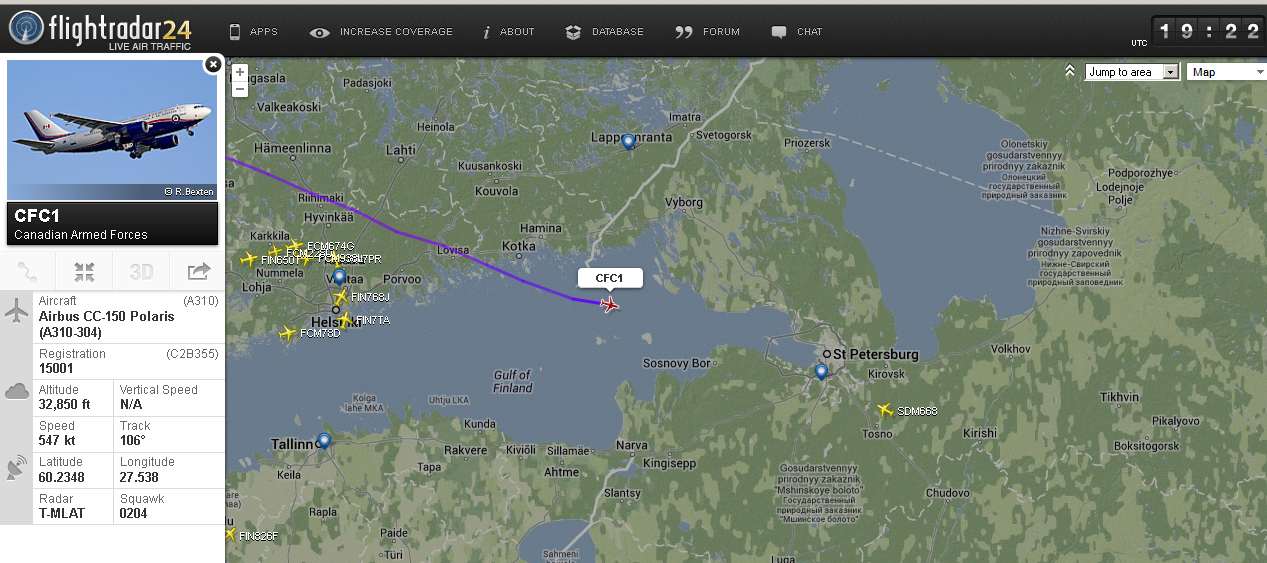 flightradar24
LIVE AIR TRAFFIC
APPS
INCREASE COVERAGE
i ABOUT
DATABASE
FORUM
CHAT
UTC
19:22
© R.Bexten
CFC1
Canadian Armed Forces
3D
Aircraft (A310)
Airbus CC-150 Polaris
(A310-304)
Registration (C2B355)
15001
Altitude Vertical Speed
32,850 ft N/A
Speed Track
547 kt 106°
Latitude Longitude
60.2348 27.538
Radar Squawk
T-MLAT 0204
+
−
Jump to area
Map
Padasjoki
Valkeakoski
Heinola
Hämeenlinna
Lahti
Kuusankoski
Kouvola
Lappeenranta
Imatra
Svetogorsk
Priozersk
Riihimaki
Hyvinkää
Karkkila
Nummela
Lohja
Porvoo
Lovisa
Hamina
Kotka
Vyborg
FCM674G
FIN650T
FIN768J
Helsinki
FIN7TA
FCM78D
CFC1
Olonetskiy
gosudarstvennyy
prirodnyy zakaznik
Олонецкий
государственный
природный заказник
Podporozhye
Lodejnoje
Polje
Nizhne-Svirskiy
gosudarstvennyy
prirodnyy zapovednik
Нижне-Свирский
государственный
природный заповедник
Sosnovy Bor
St Petersburg
Kirovsk
Volkhov
Gulf of
Finland
Kolga
lahe MKA
Uhtju LKA
Kunda
Tallinn
Keila
Rakvere
Kiviõli
Sillamäe
Narva
Tapa
Ahtme
Kingisepp
Slantsy
Rapla
Paide
Türi
FIN826F
SDM668
Tosno
Kirishi
Tikhvin
Pikalyovo
Boksitogorsk
Gosudarstvennyy
prirodnyy zakaznik
"Mshinskoye boloto"
Государственный
природный заказник
"Мшинское болото"
Chudovo
Luga
Sahmeni